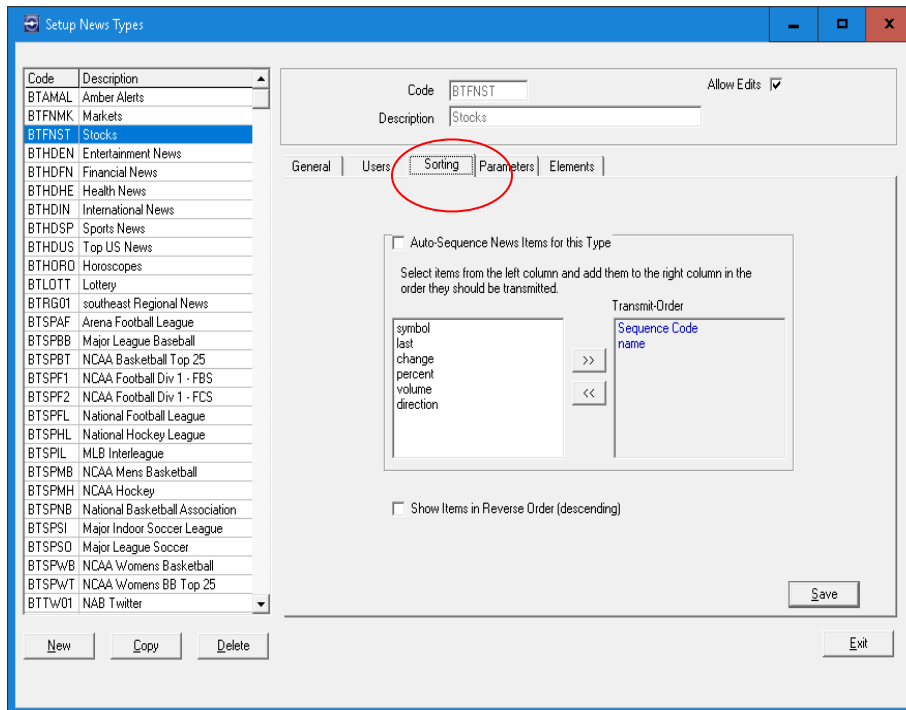 Setup News Types
Code Description
BTAMAL Amber Alerts
BTFNMK Markets
BTFNST Stocks
BTHDEN Entertainment News
BTHDFN Financial News
BTHDHE Health News
BTHDIN International News
BTHDSP Sports News
BTHDUS Top US News
BTHORO Horoscopes
BTLOTT Lottery
BTRG01 southeast Regional News
BTSPAF Arena Football League
BTSPBB Major League Baseball
BTSPBT NCAA Basketball Top 25
BTSPF1 NCAA Football Div 1 - FBS
BTSPF2 NCAA Football Div 1 - FCS
BTSPFL National Football League
BTSPHL National Hockey League
BTSPIL MLB Interleague
BTSPMB NCAA Mens Basketball
BTSPMH NCAA Hockey
BTSPNB National Basketball Association
BTSPSI Major Indoor Soccer League
BTSPSO Major League Soccer
BTSPWB NCAA Womens Basketball
BTSPWT NCAA Womens BB Top 25
BTTW01 NAB Twitter
New Copy Delete
Code BTFNST Allow Edits
Description Stocks
General Users Sorting Parameters Elements
Auto-Sequence News Items for this Type
Select items from the left column and add them to the right column in the
order they should be transmitted.
Transmit-Order
symbol
last
change
percent
volume
direction
>>
<<
Sequence Code
name
Show Items in Reverse Order (descending)
Save
Exit